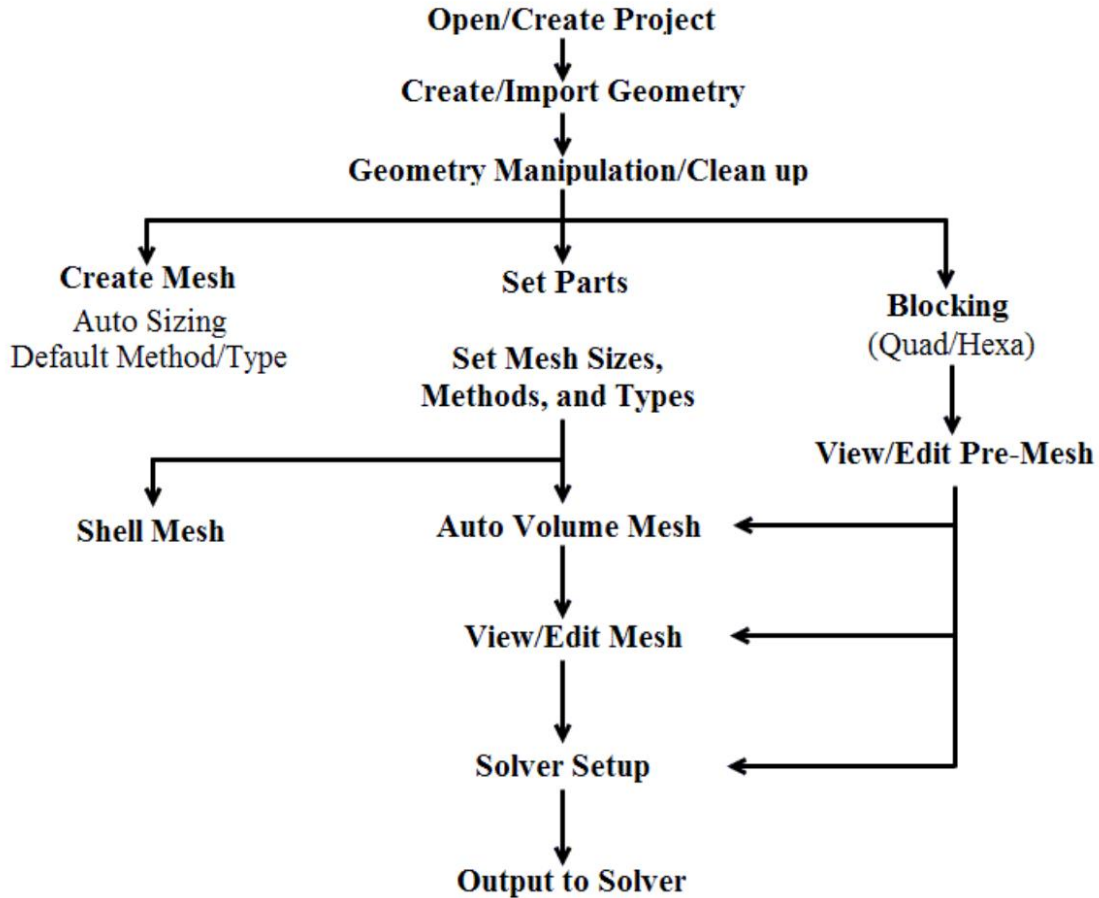 Open/Create Project
Create/Import Geometry
Geometry Manipulation/Clean up
Create Mesh
Auto Sizing
Default Method/Type
Set Parts
Set Mesh Sizes,
Methods, and Types
Blocking
(Quad/Hexa)
View/Edit Pre-Mesh
Shell Mesh
Auto Volume Mesh
View/Edit Mesh
Solver Setup
Output to Solver